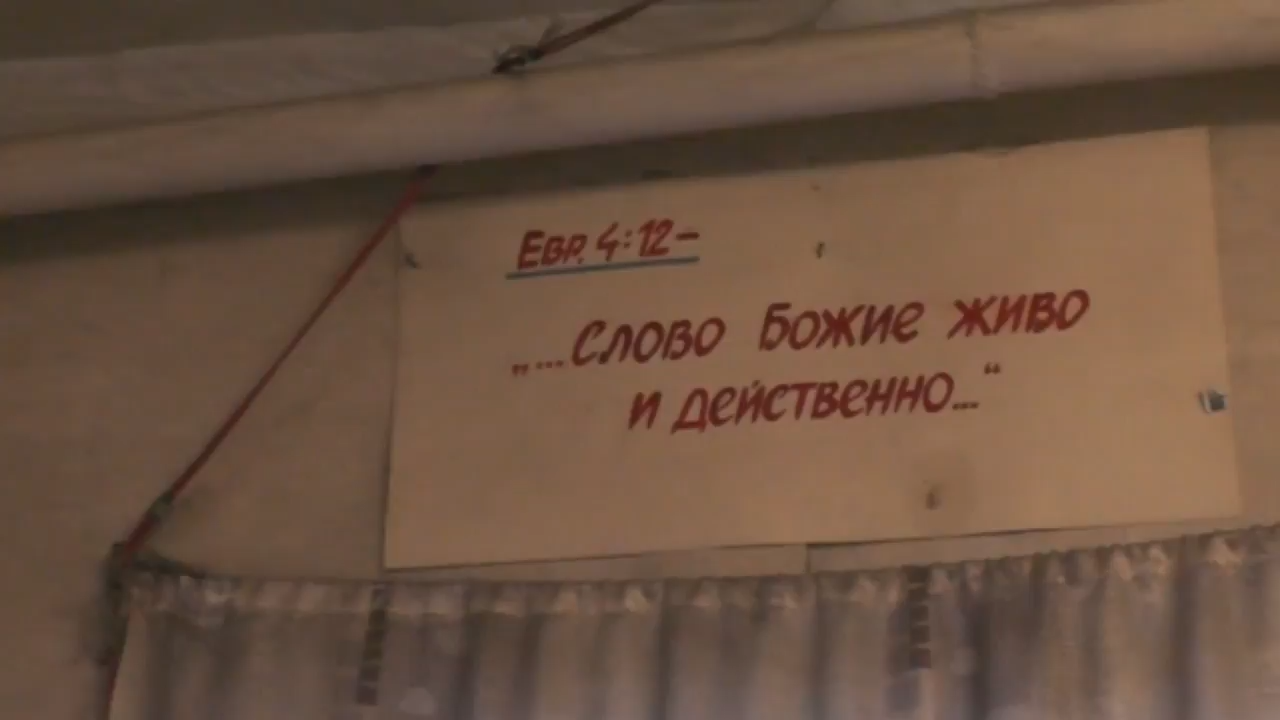 Евр. 4:12–
„...Слово Божие живо
и действенно...“